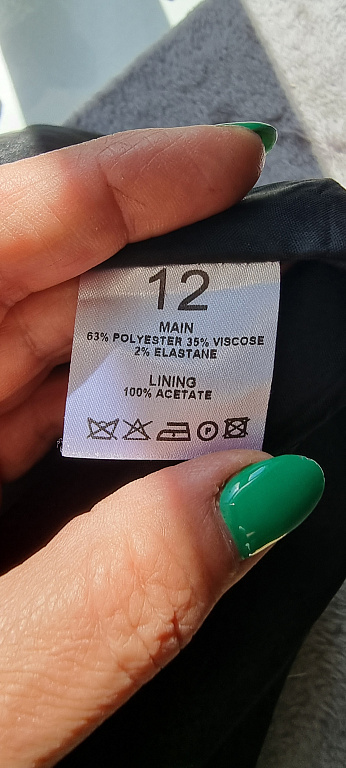 12
MAIN
63% POLYESTER 35% VISCOSE
2% ELASTANE
LINING
100% ACETATE
P